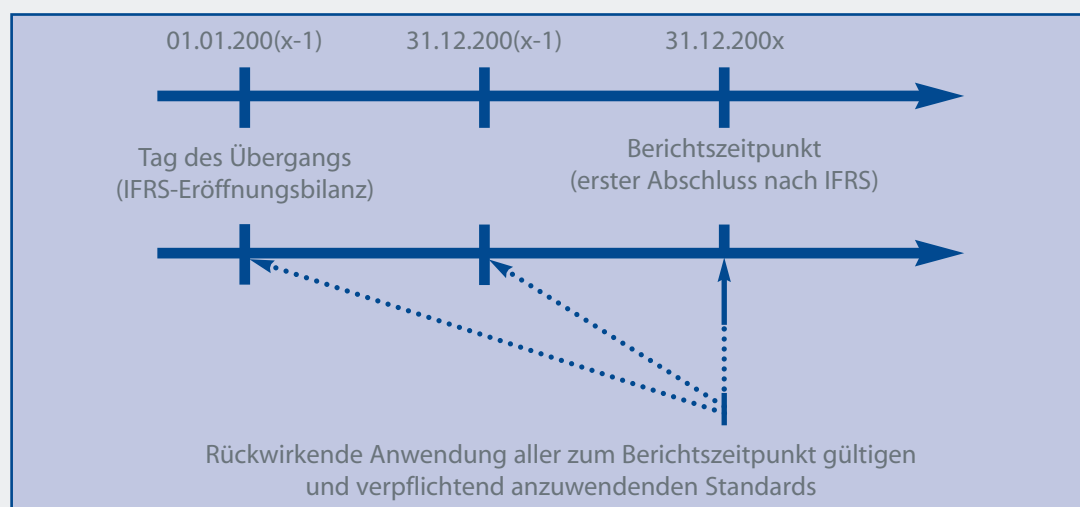 01.01.200(x-1) 31.12.200(x-1) 31.12.200x
Tag des Übergangs
(IFRS-Eröffnungsbilanz)
Berichtszeitpunkt
(erster Abschluss nach IFRS)
Rückwirkende Anwendung aller zum Berichtszeitpunkt gültigen
und verpflichtend anzuwendenden Standards